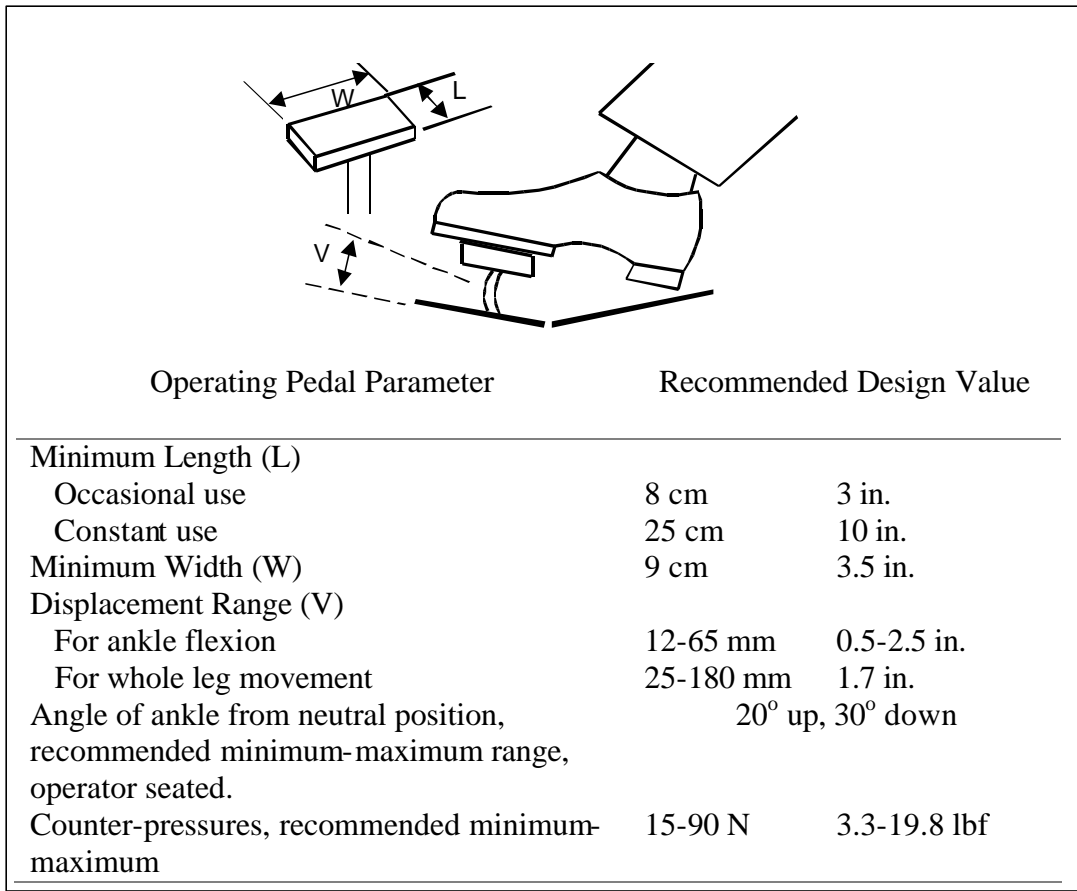 W
L
V
Operating Pedal Parameter Recommended Design Value
Minimum Length (L)
Occasional use 8 cm 3 in.
Constant use 25 cm 10 in.
Minimum Width (W) 9 cm 3.5 in.
Displacement Range (V)
For ankle flexion 12-65 mm 0.5-2.5 in.
For whole leg movement 25-180 mm 1.7 in.
Angle of ankle from neutral position, 20° up, 30° down
recommended minimum-maximum range,
operator seated.
Counter-pressures, recommended minimum- 15-90 N 3.3-19.8 lbf
maximum